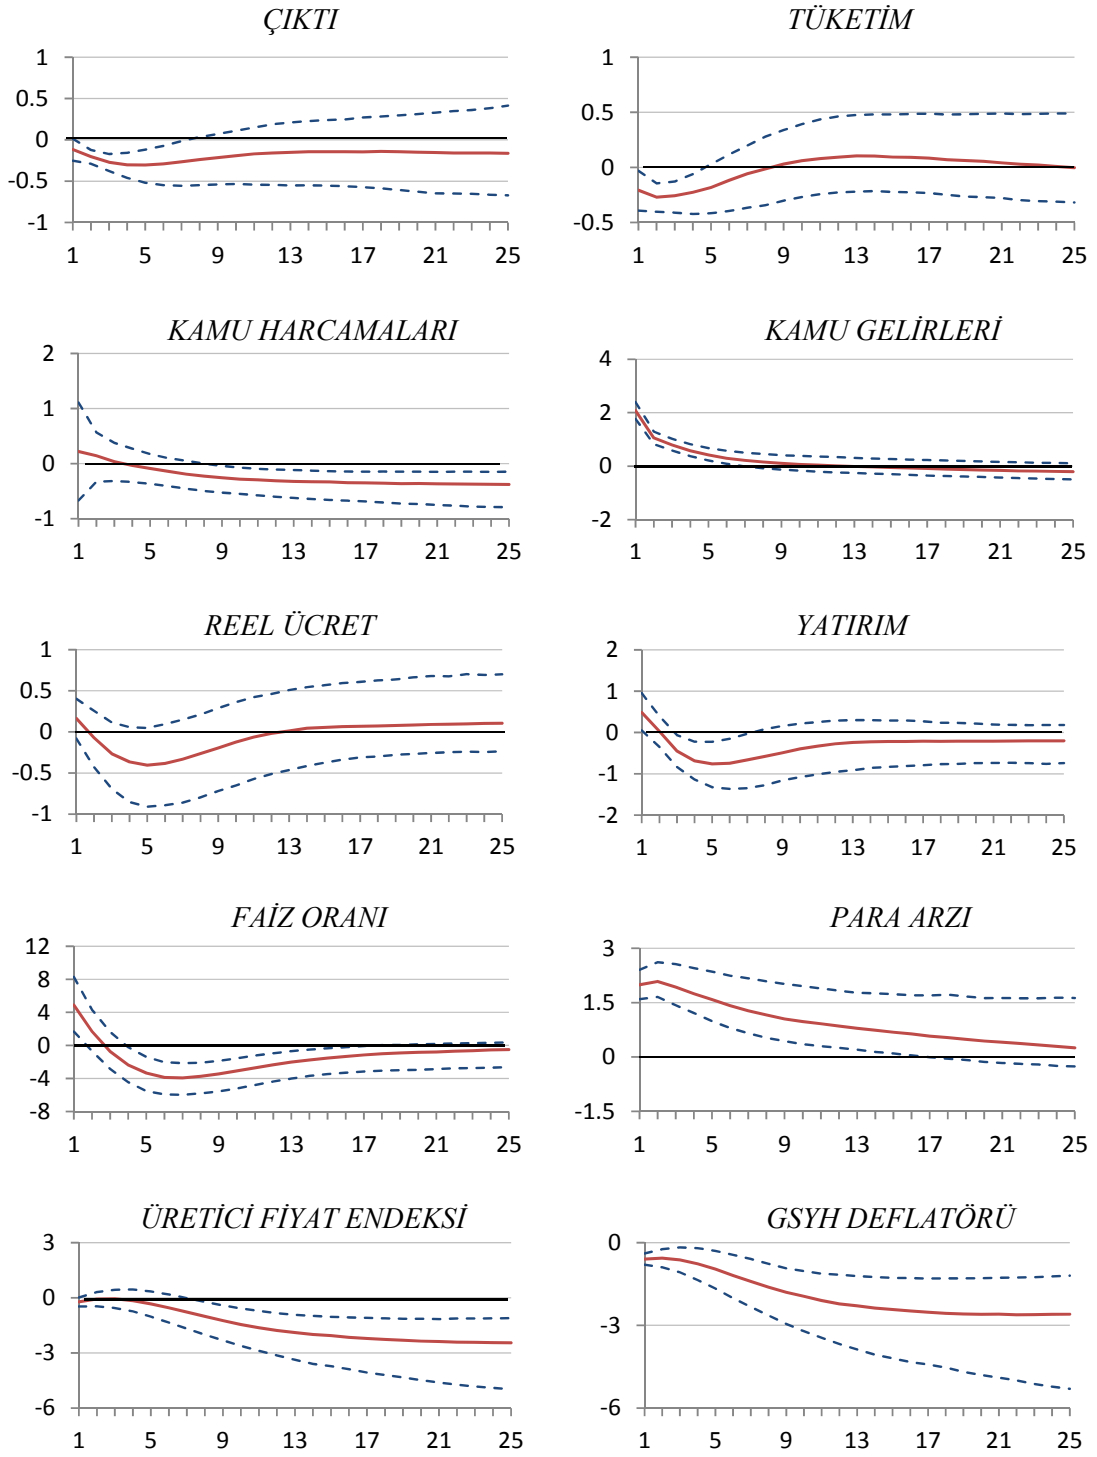 ÇIKTI
1
0.5
0
-0.5
-1
1 5 9 13 17 21 25
TÜKETİM
1
0.5
0
-0.5
1 5 9 13 17 21 25
KAMU HARCAMALARI
2
1
0
-1
1 5 9 13 17 21 25
KAMU GELİRLERİ
4
2
0
-2
1 5 9 13 17 21 25
REEL ÜCRET
1
0.5
0
-0.5
-1
1 5 9 13 17 21 25
YATIRIM
2
1
0
-1
-2
1 5 9 13 17 21 25
FAİZ ORANI
12
8
4
0
-4
-8
1 5 9 13 17 21 25
PARA ARZI
3
1.5
0
-1.5
1 5 9 13 17 21 25
ÜRETİCİ FİYAT ENDEKSİ
3
0
-3
-6
1 5 9 13 17 21 25
GSYH DEFLATÖRÜ
0
-3
-6
1 5 9 13 17 21 25